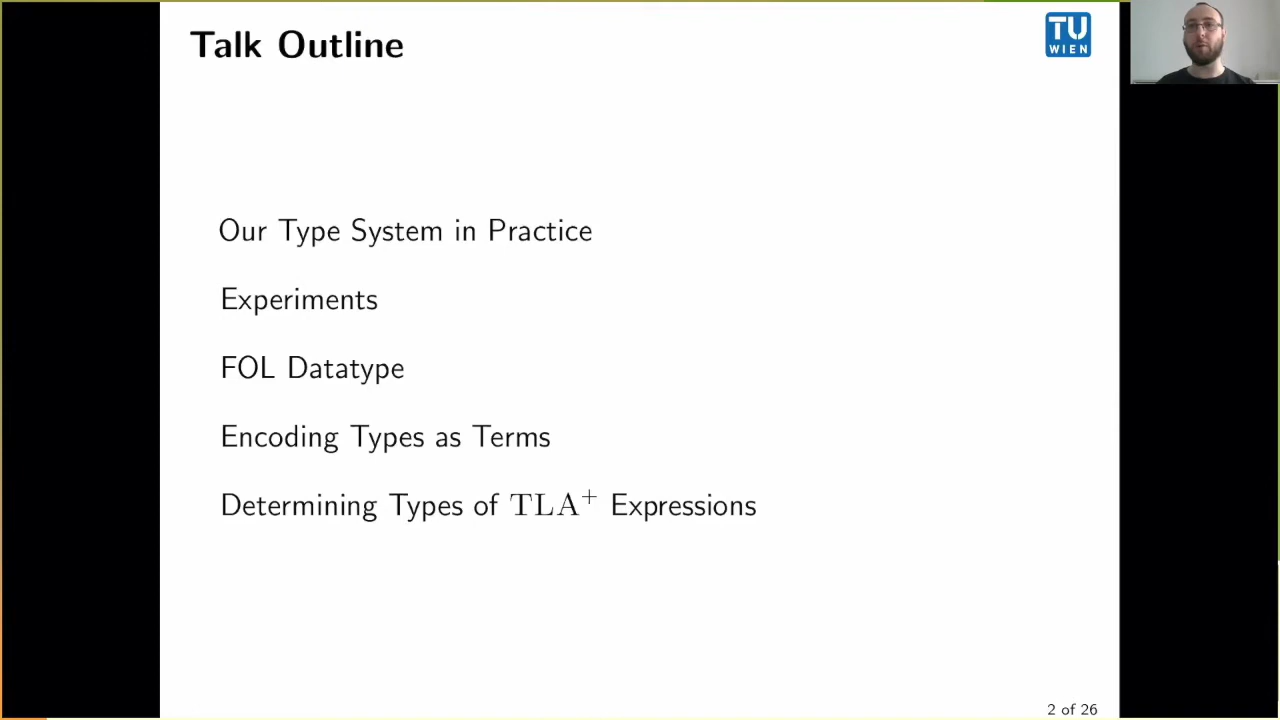 Talk Outline
TU
WIEN
Our Type System in Practice
Experiments
FOL Datatype
Encoding Types as Terms
Determining Types of TLA⁺ Expressions
2 of 26